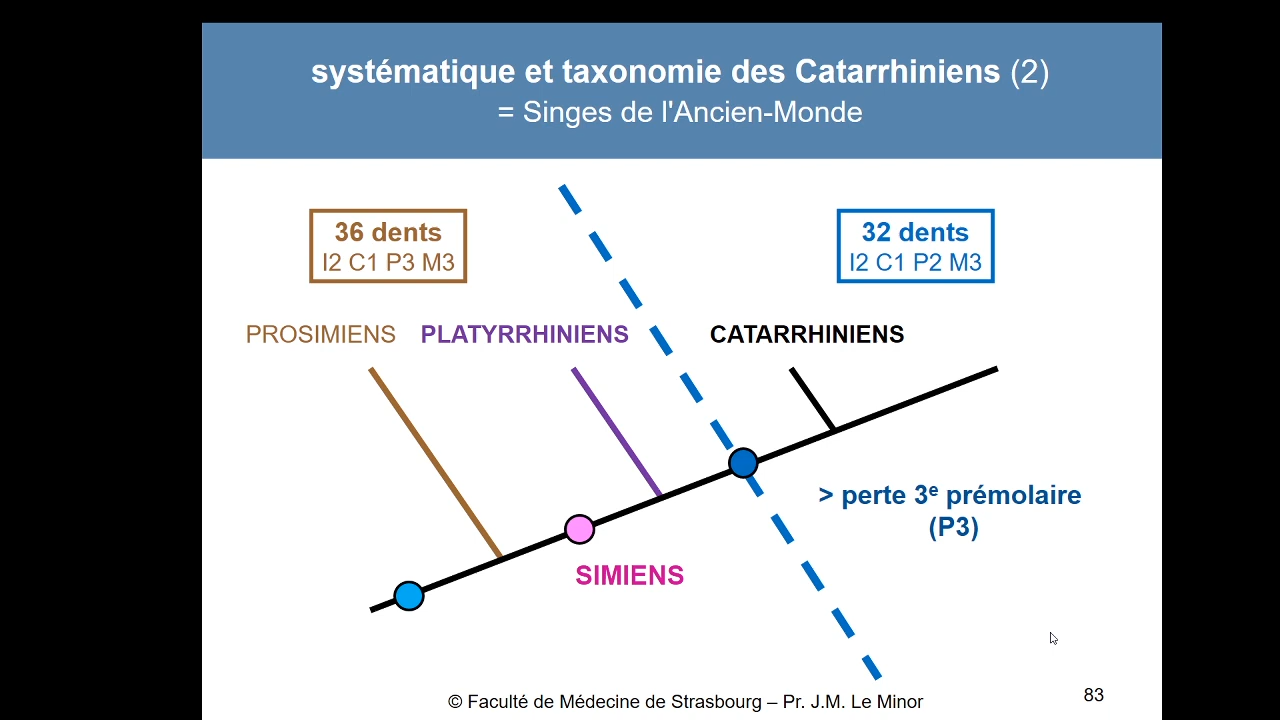 systématique et taxonomie des Catarrhiniens (2)
= Singes de l'Ancien-Monde
36 dents
I2 C1 P3 M3
32 dents
I2 C1 P2 M3
PROSIMIENS
PLATYRRHINIENS
CATARRHINIENS
> perte 3ᵉ prémolaire
(P3)
SIMIENS
© Faculté de Médecine de Strasbourg – Pr. J.M. Le Minor
83